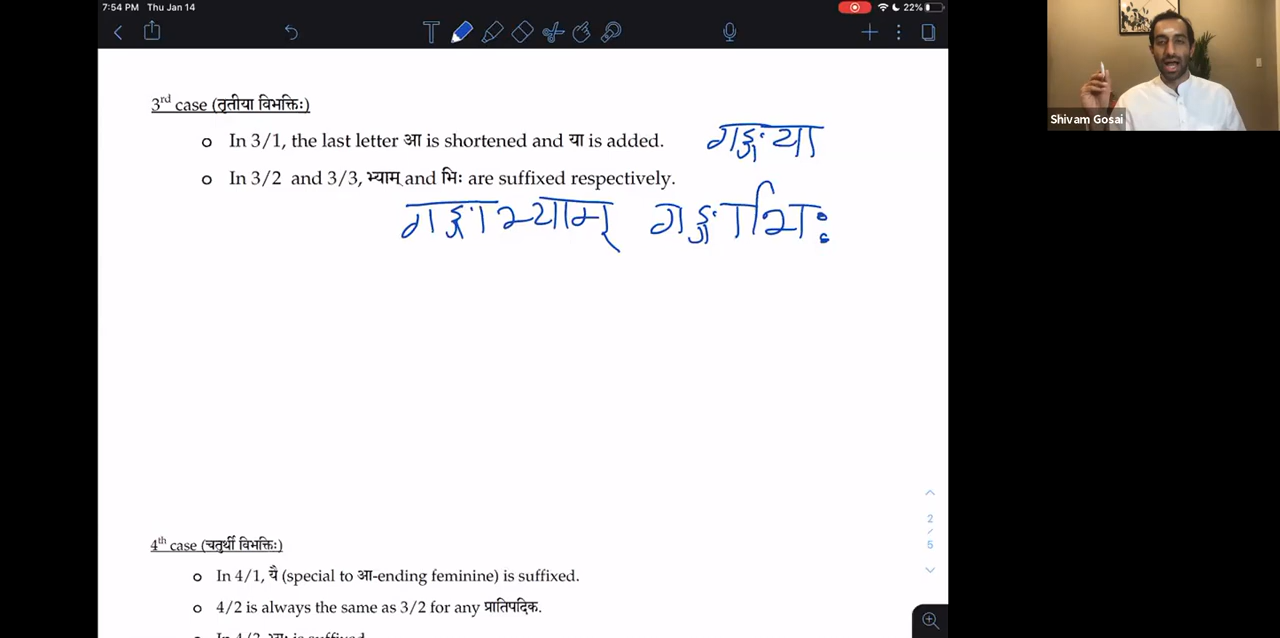 7:54 PM Thu Jan 14
22%
3rd case (तृतीया विभक्तिः)
o In 3/1, the last letter आ is shortened and या is added. गङ्गया
o In 3/2 and 3/3, भ्याम् and भिः are suffixed respectively.
गङ्गाभ्याम् गङ्गाभिः
4th case (चतुर्थी विभक्तिः)
o In 4/1, यै (special to आ-ending feminine) is suffixed.
o 4/2 is always the same as 3/2 for any प्रातिपदिक.
2
/
5
Shivam Gosai